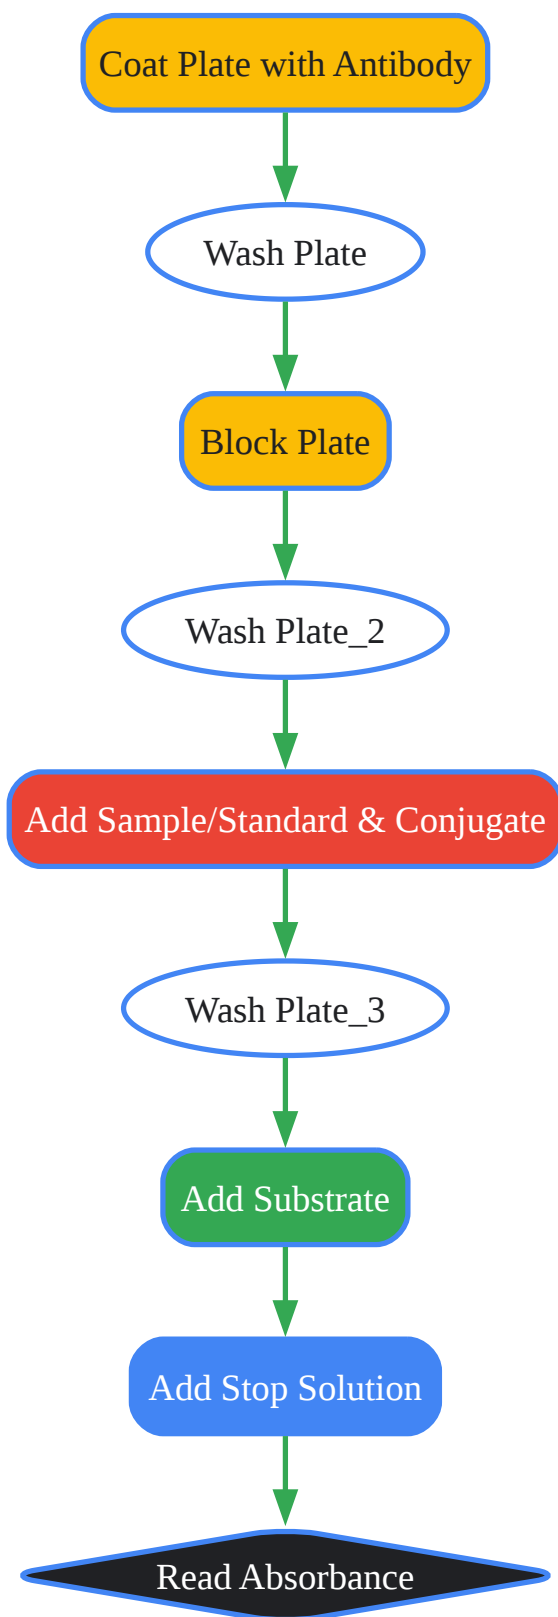 Coat Plate with Antibody
Wash Plate
Block Plate
Wash Plate_2
Add Sample/Standard & Conjugate
Wash Plate_3
Add Substrate
Add Stop Solution
Read Absorbance